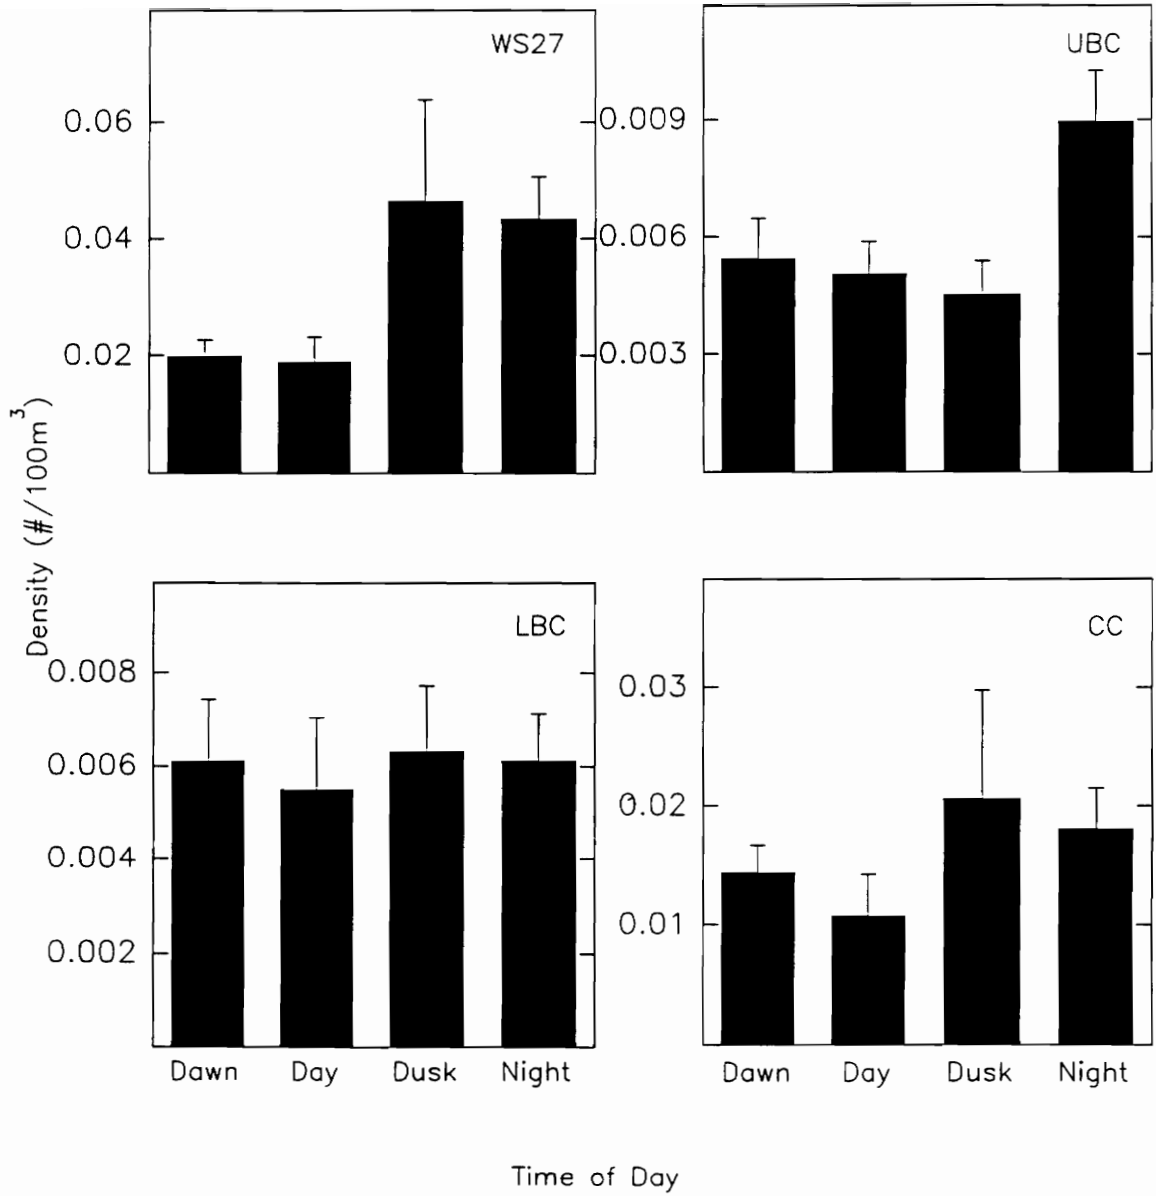 WS27
0.06
0.04
0.02
UBC
0.009
0.006
0.003
Density (#/100m³)
LBC
0.008
0.006
0.004
0.002
Dawn Day Dusk Night
CC
0.03
0.02
0.01
Dawn Day Dusk Night
Time of Day